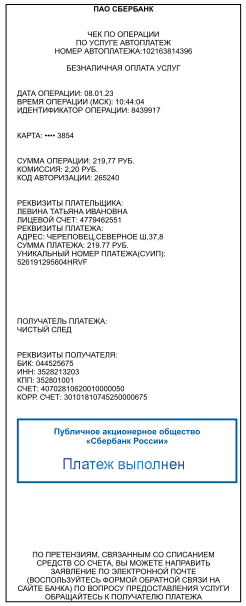 ПАО СБЕРБАНК
ЧЕК ПО ОПЕРАЦИИ
ПО УСЛУГЕ АВТОПЛАТЕЖ
НОМЕР АВТОПЛАТЕЖА:102163814396
БЕЗНАЛИЧНАЯ ОПЛАТА УСЛУГ
ДАТА ОПЕРАЦИИ: 08.01.23
ВРЕМЯ ОПЕРАЦИИ (МСК): 10:44:04
ИДЕНТИФИКАТОР ОПЕРАЦИИ: 8439917
КАРТА: •••• 3854
СУММА ОПЕРАЦИИ: 219,77 РУБ.
КОМИССИЯ: 2,20 РУБ.
КОД АВТОРИЗАЦИИ: 265240
РЕКВИЗИТЫ ПЛАТЕЛЬЩИКА:
ЛЕВИНА ТАТЬЯНА ИВАНОВНА
ЛИЦЕВОЙ СЧЕТ: 4779462551
РЕКВИЗИТЫ ПЛАТЕЖА:
АДРЕС: ЧЕРЕПОВЕЦ,СЕВЕРНОЕ Ш,37,8
СУММА ПЛАТЕЖА: 219.77 РУБ.
УНИКАЛЬНЫЙ НОМЕР ПЛАТЕЖА(СУИП):
526191295604HRVF
ПОЛУЧАТЕЛЬ ПЛАТЕЖА:
ЧИСТЫЙ СЛЕД
РЕКВИЗИТЫ ПОЛУЧАТЕЛЯ:
БИК: 044525675
ИНН: 3528213203
КПП: 352801001
СЧЕТ: 40702810620010000050
КОРР. СЧЕТ: 30101810745250000675
Публичное акционерное общество
«Сбербанк России»
Платеж выполнен
ПО ПРЕТЕНЗИЯМ, СВЯЗАННЫМ СО СПИСАНИЕМ
СРЕДСТВ СО СЧЕТА, ВЫ МОЖЕТЕ НАПРАВИТЬ
ЗАЯВЛЕНИЕ ПО ЭЛЕКТРОННОЙ ПОЧТЕ
(ВОСПОЛЬЗУЙТЕСЬ ФОРМОЙ ОБРАТНОЙ СВЯЗИ НА
САЙТЕ БАНКА) ПО ВОПРОСУ ПРЕДОСТАВЛЕНИЯ УСЛУГИ
ОБРАЩАЙТЕСЬ К ПОЛУЧАТЕЛЮ ПЛАТЕЖА